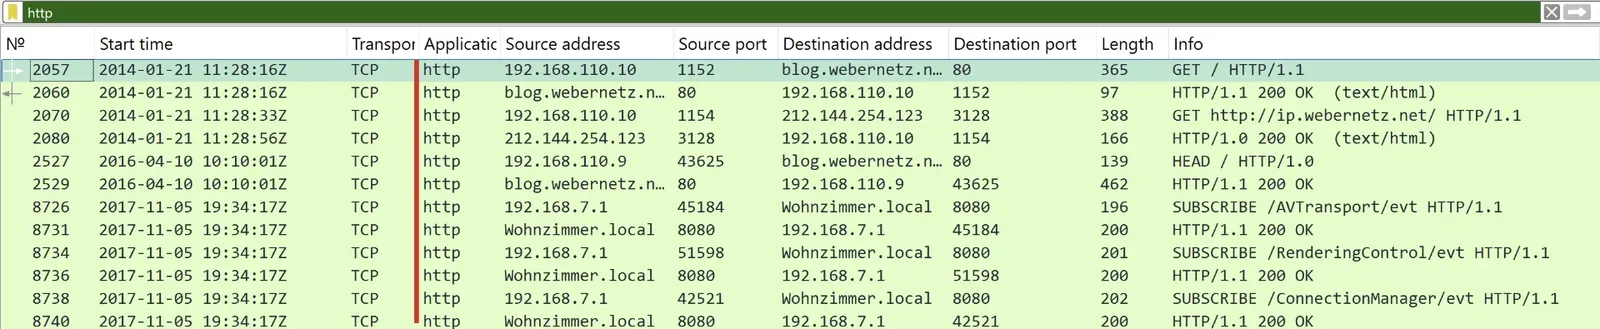 http
Nº Start time Transpor Applicatic Source address Source port Destination address Destination port Length Info
2057 2014-01-21 11:28:16Z TCP http 192.168.110.10 1152 blog.webernetz.n… 80 365 GET / HTTP/1.1
2060 2014-01-21 11:28:16Z TCP http blog.webernetz.n… 80 192.168.110.10 1152 97 HTTP/1.1 200 OK (text/html)
2070 2014-01-21 11:28:33Z TCP http 192.168.110.10 1154 212.144.254.123 3128 388 GET http://ip.webernetz.net/ HTTP/1.1
2080 2014-01-21 11:28:56Z TCP http 212.144.254.123 3128 192.168.110.10 1154 166 HTTP/1.0 200 OK (text/html)
2527 2016-04-10 10:10:01Z TCP http 192.168.110.9 43625 blog.webernetz.n… 80 139 HEAD / HTTP/1.0
2529 2016-04-10 10:10:01Z TCP http blog.webernetz.n… 80 192.168.110.9 43625 462 HTTP/1.1 200 OK
8726 2017-11-05 19:34:17Z TCP http 192.168.7.1 45184 Wohnzimmer.local 8080 196 SUBSCRIBE /AVTransport/evt HTTP/1.1
8731 2017-11-05 19:34:17Z TCP http Wohnzimmer.local 8080 192.168.7.1 45184 200 HTTP/1.1 200 OK
8734 2017-11-05 19:34:17Z TCP http 192.168.7.1 51598 Wohnzimmer.local 8080 201 SUBSCRIBE /RenderingControl/evt HTTP/1.1
8736 2017-11-05 19:34:17Z TCP http Wohnzimmer.local 8080 192.168.7.1 51598 200 HTTP/1.1 200 OK
8738 2017-11-05 19:34:17Z TCP http 192.168.7.1 42521 Wohnzimmer.local 8080 202 SUBSCRIBE /ConnectionManager/evt HTTP/1.1
8740 2017-11-05 19:34:17Z TCP http Wohnzimmer.local 8080 192.168.7.1 42521 200 HTTP/1.1 200 OK